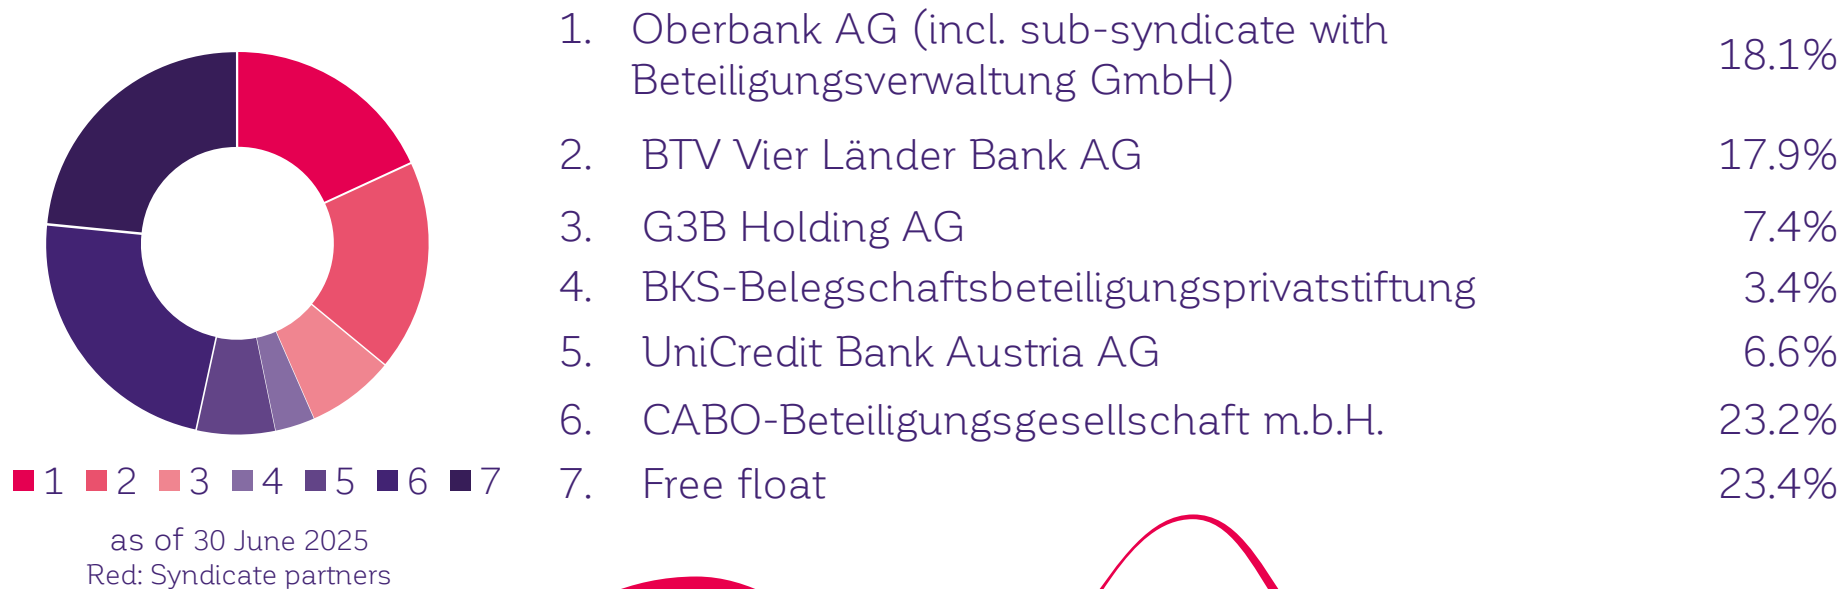 1. Oberbank AG (incl. sub-syndicate with
Beteiligungsverwaltung GmbH) 18.1%
2. BTV Vier Länder Bank AG 17.9%
3. G3B Holding AG 7.4%
4. BKS-Belegschaftsbeteiligungsprivatstiftung 3.4%
5. UniCredit Bank Austria AG 6.6%
6. CABO-Beteiligungsgesellschaft m.b.H. 23.2%
7. Free float 23.4%
1 2 3 4 5 6 7
as of 30 June 2025
Red: Syndicate partners